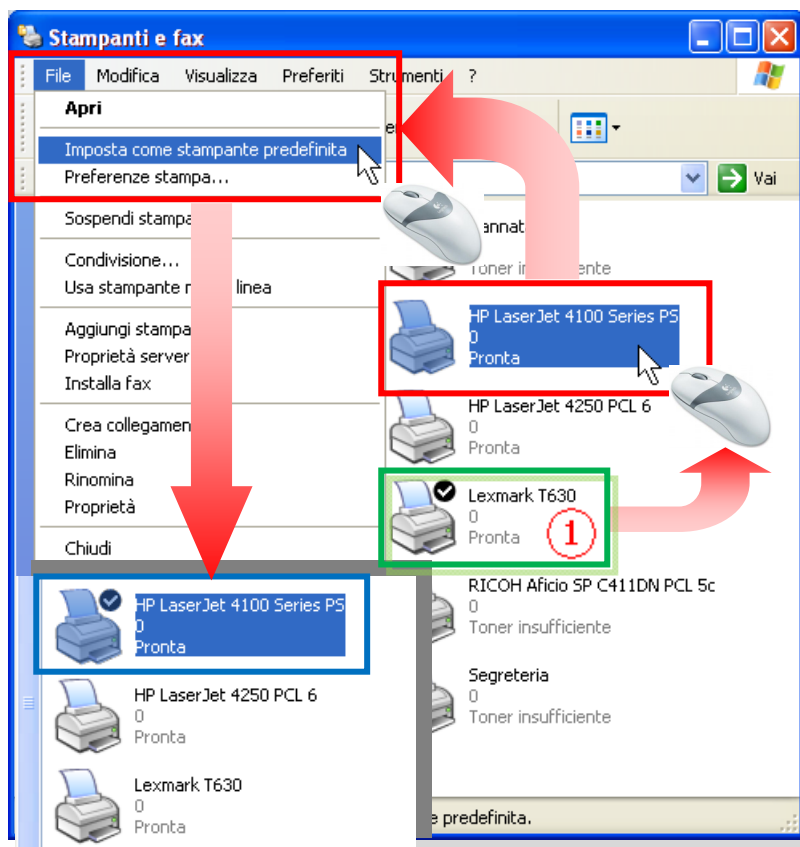 Stampanti e fax
File Modifica Visualizza Preferiti Strumenti ?
Apri
Imposta come stampante predefinita
Preferenze stampa...
Vai
Sospendi stampa
Condivisione...
Usa stampante linea
Aggiungi stampa
Proprietà server
Installa fax
Crea collegamen
Elimina
Rinomina
Proprietà
Chiudi
annat
Toner in ente
HP LaserJet 4100 Series PS
0
Pronta
HP LaserJet 4250 PCL 6
0
Pronta
Lexmark T630
0
Pronta
1
RICOH Aficio SP C411DN PCL 5c
0
Toner insufficiente
Segreteria
0
Toner insufficiente
HP LaserJet 4100 Series PS
0
Pronta
HP LaserJet 4250 PCL 6
0
Pronta
Lexmark T630
0
Pronta
e predefinita.